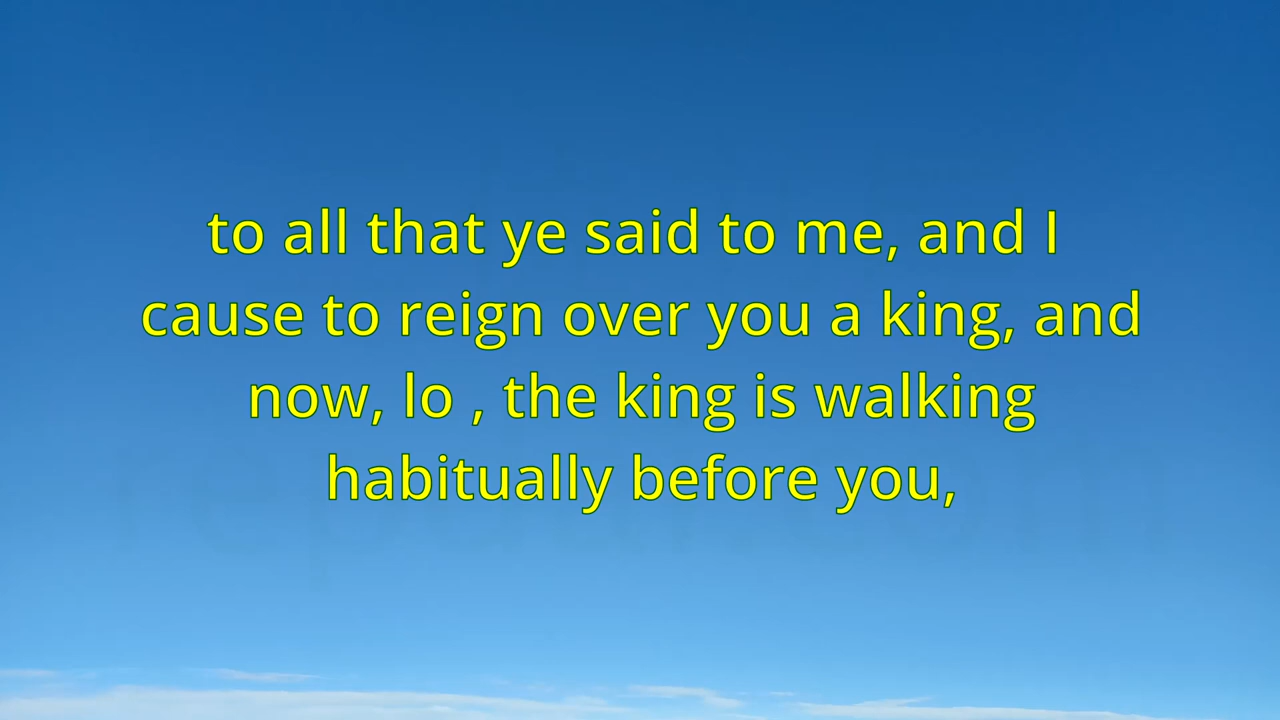 to all that ye said to me, and I
cause to reign over you a king, and
now, lo , the king is walking
habitually before you,